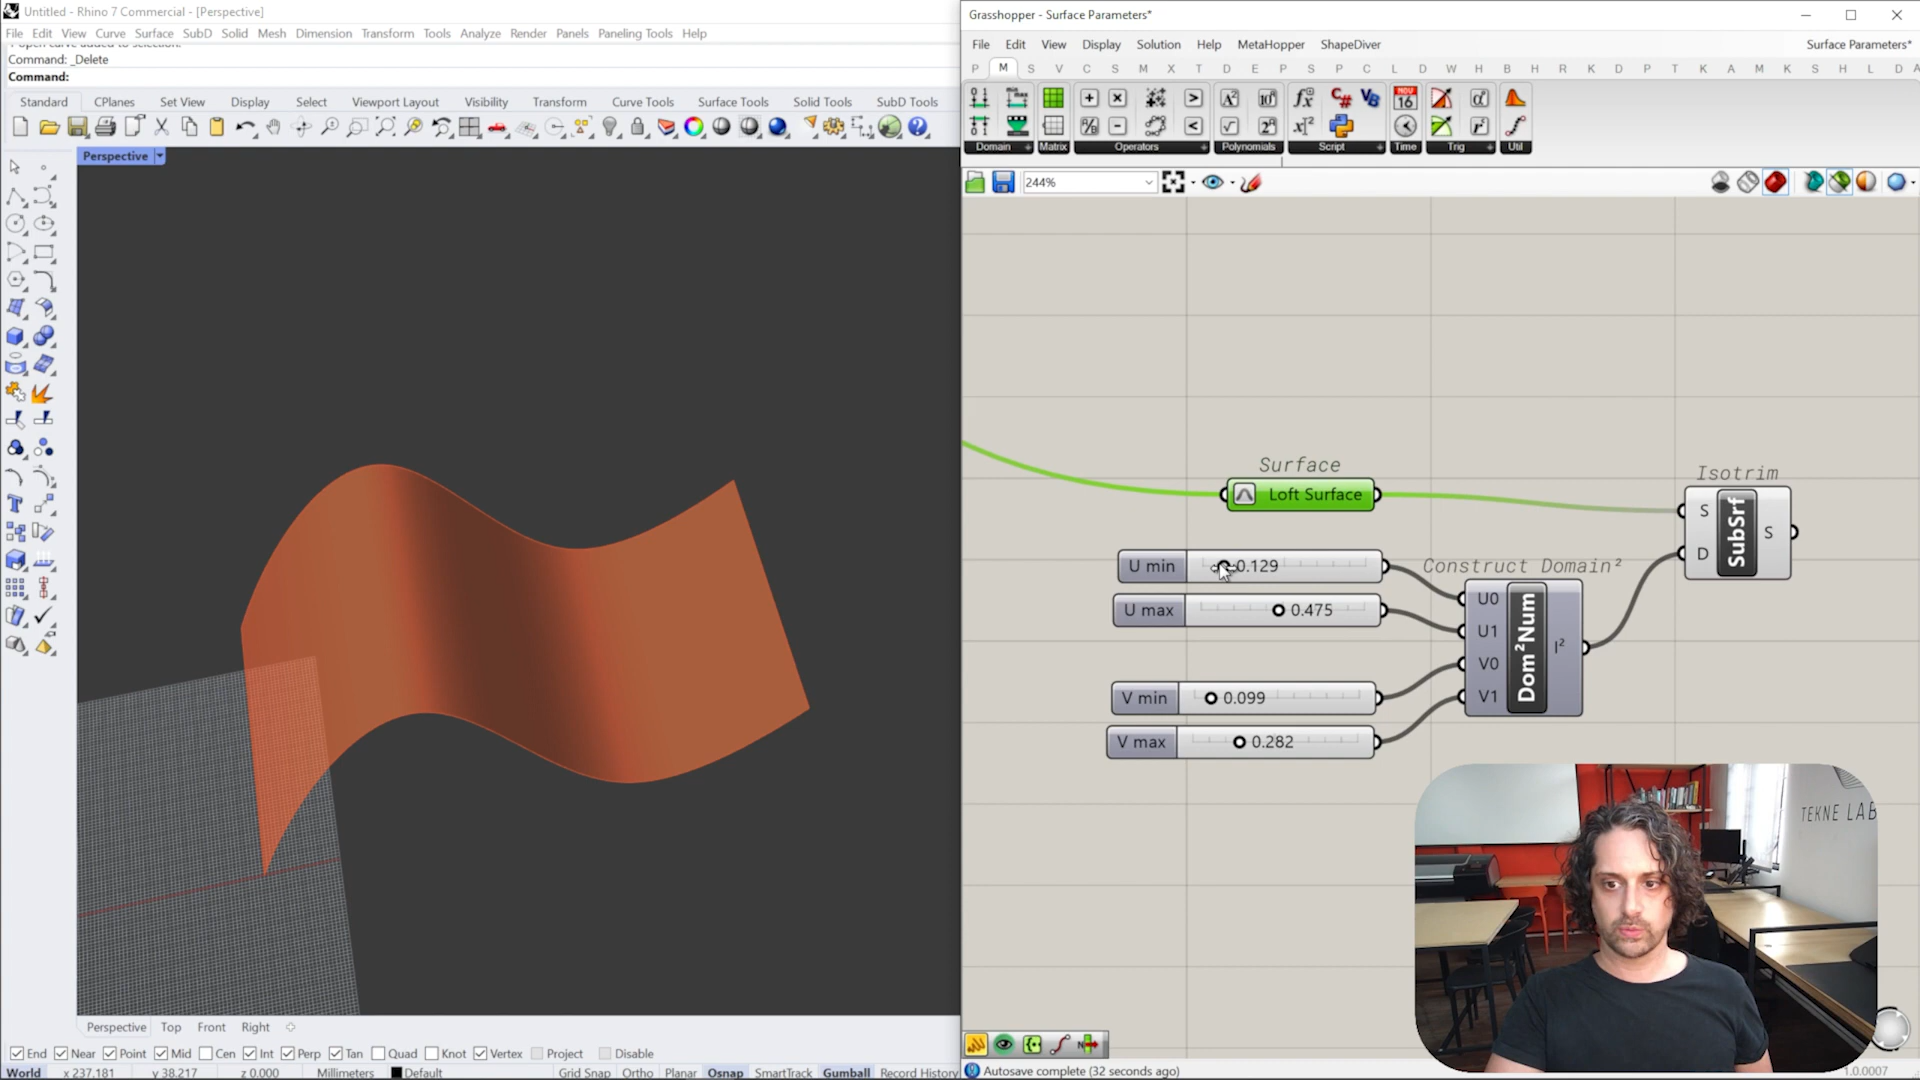 Untitled - Rhino 7 Commercial - [Perspective]
File Edit View Curve Surface SubD Solid Mesh Dimension Transform Tools Analyze Render Panels Paneling Tools Help
Command: _Delete
Command:
Standard CPlanes Set View Display Select Viewport Layout Visibility Transform Curve Tools Surface Tools Solid Tools SubD Tools
Perspective
Perspective Top Front Right
End Near Point Mid Cen Int Perp Tan Quad Knot Vertex Project Disable
World x 237.181 y 38.217 z 0.000 Millimeters Default Grid Snap Ortho Planar Osnap SmartTrack Gumball Record History
Grasshopper - Surface Parameters*
File Edit View Display Solution Help MetaHopper ShapeDiver Surface Parameters*
P M S V C S M X T D F P S P C L D W H B H R K D P T K A M K S H L D A
Domain Matrix Operators Polynomials Script Time Trig Util
244%
Surface
Loft Surface
Isotrim
S
D
SubSrf
S
U min 0.129
U max 0.475
V min 0.099
V max 0.282
Construct Domain²
U0
U1
V0
V1
Dom²Num
I²
TEKNE LAB
Autosave complete (32 seconds ago)
1.0.0007